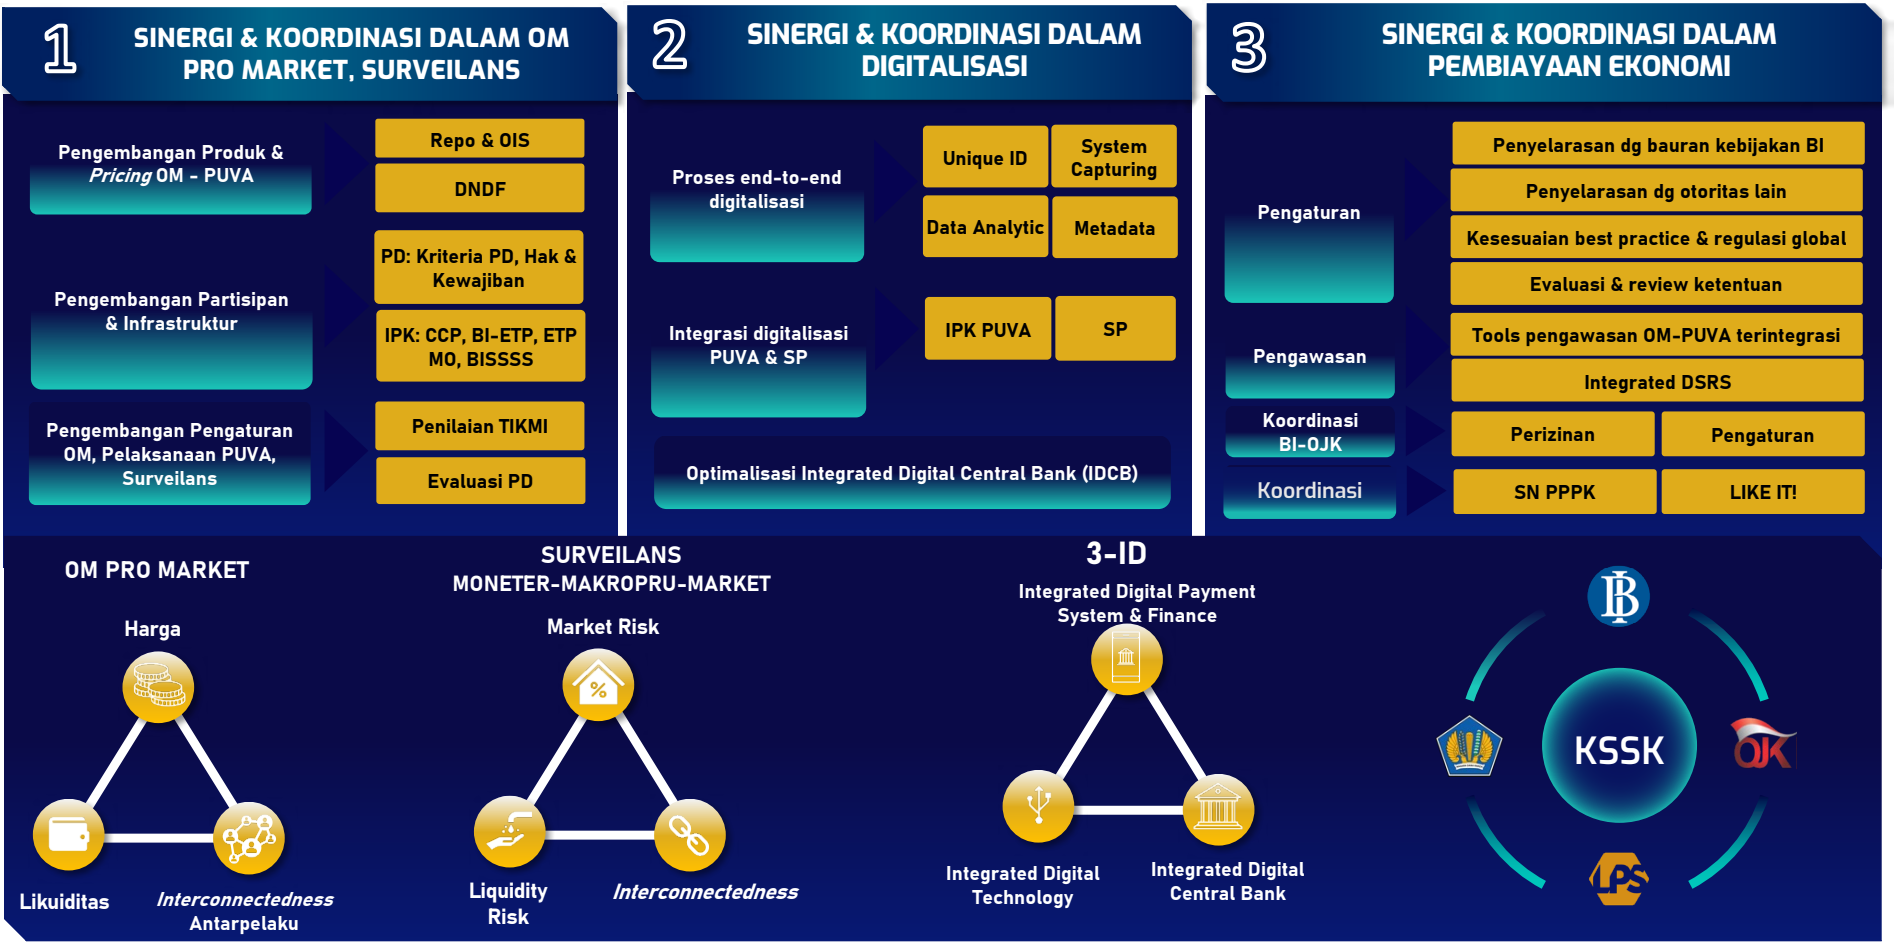 1
SINERGI & KOORDINASI DALAM OM
PRO MARKET, SURVEILANS
Pengembangan Produk &
Pricing OM - PUVA
Repo & OIS
DNDF
Pengembangan Partisipan
& Infrastruktur
PD: Kriteria PD, Hak &
Kewajiban
IPK: CCP, BI-ETP, ETP
MO, BISSSS
Pengembangan Pengaturan
OM, Pelaksanaan PUVA,
Surveilans
Penilaian TIKMI
Evaluasi PD
2
SINERGI & KOORDINASI DALAM
DIGITALISASI
Proses end-to-end
digitalisasi
Unique ID
System
Capturing
Data Analytic
Metadata
Integrasi digitalisasi
PUVA & SP
IPK PUVA
SP
Optimalisasi Integrated Digital Central Bank (IDCB)
3
SINERGI & KOORDINASI DALAM
PEMBIAYAAN EKONOMI
Pengaturan
Penyelarasan dg bauran kebijakan BI
Penyelarasan dg otoritas lain
Kesesuaian best practice & regulasi global
Evaluasi & review ketentuan
Pengawasan
Tools pengawasan OM-PUVA terintegrasi
Integrated DSRS
Koordinasi
BI-OJK
Perizinan
Pengaturan
Koordinasi
SN PPPK
LIKE IT!
OM PRO MARKET
Harga
Likuiditas
Interconnectedness
Antarpelaku
SURVEILANS
MONETER-MAKROPRU-MARKET
Market Risk
%
Liquidity
Risk
Interconnectedness
3-ID
Integrated Digital Payment
System & Finance
Integrated Digital
Technology
Integrated Digital
Central Bank
BI
KSSK
OJK
LPS